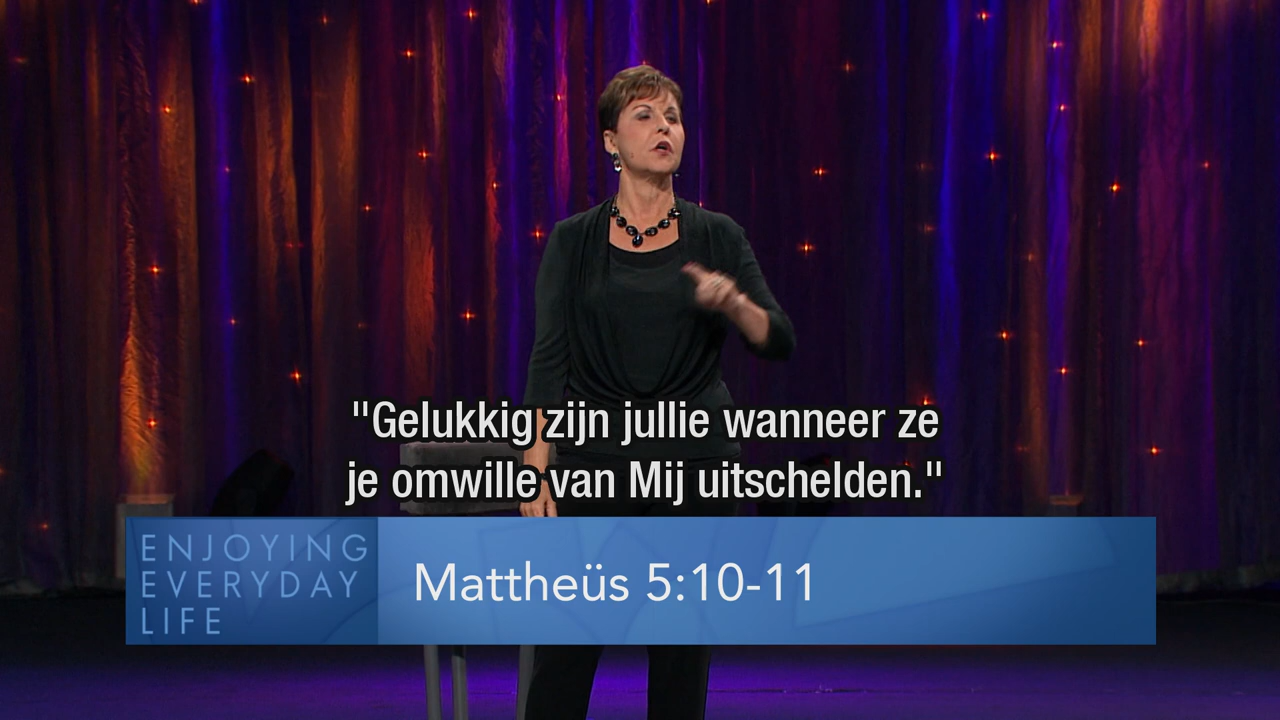 "Gelukkig zijn jullie wanneer ze
je omwille van Mij uitschelden."
ENJOYING
EVERYDAY
LIFE
Mattheüs 5:10-11